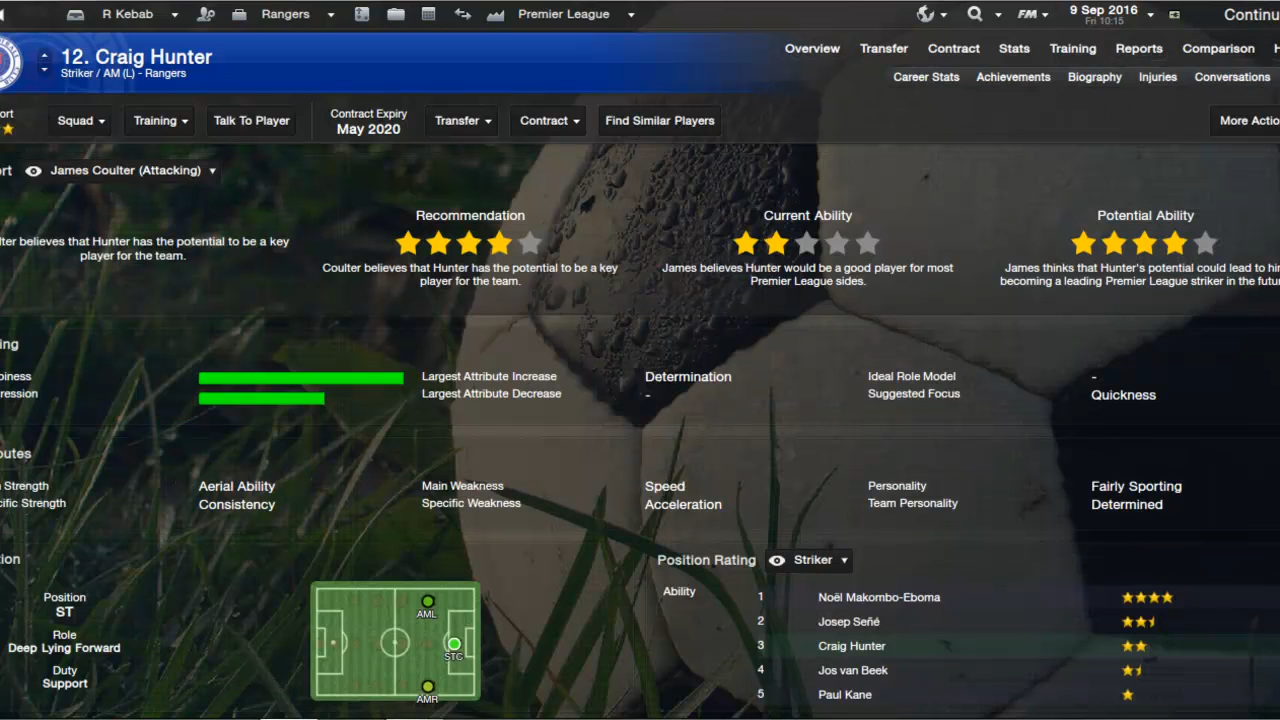 R Kebab Rangers Premier League FM 9 Sep 2016 Continu
Fri 10:15
12. Craig Hunter
Striker / AM (L) - Rangers
Overview Transfer Contract Stats Training Reports Comparison H
Career Stats Achievements Biography Injuries Conversations
ort
Squad Training Talk To Player Contract Expiry Transfer Contract Find Similar Players More Actio
May 2020
ort James Coulter (Attacking)
Recommendation Current Ability Potential Ability
lter believes that Hunter has the potential to be a key
player for the team.
Coulter believes that Hunter has the potential to be a key
player for the team.
James believes Hunter would be a good player for most
Premier League sides.
James thinks that Hunter's potential could lead to hin
becoming a leading Premier League striker in the futu
ing
piness Largest Attribute Increase Determination Ideal Role Model -
ression Largest Attribute Decrease - Suggested Focus Quickness
outes
Strength Aerial Ability Main Weakness Speed Personality Fairly Sporting
cific Strength Consistency Specific Weakness Acceleration Team Personality Determined
ion
Position
ST
Role
Deep Lying Forward
Duty
Support
AML
STC
AMR
Position Rating Striker
Ability
1 Noël Makombo-Eboma
2 Josep Señé
3 Craig Hunter
4 Jos van Beek
5 Paul Kane